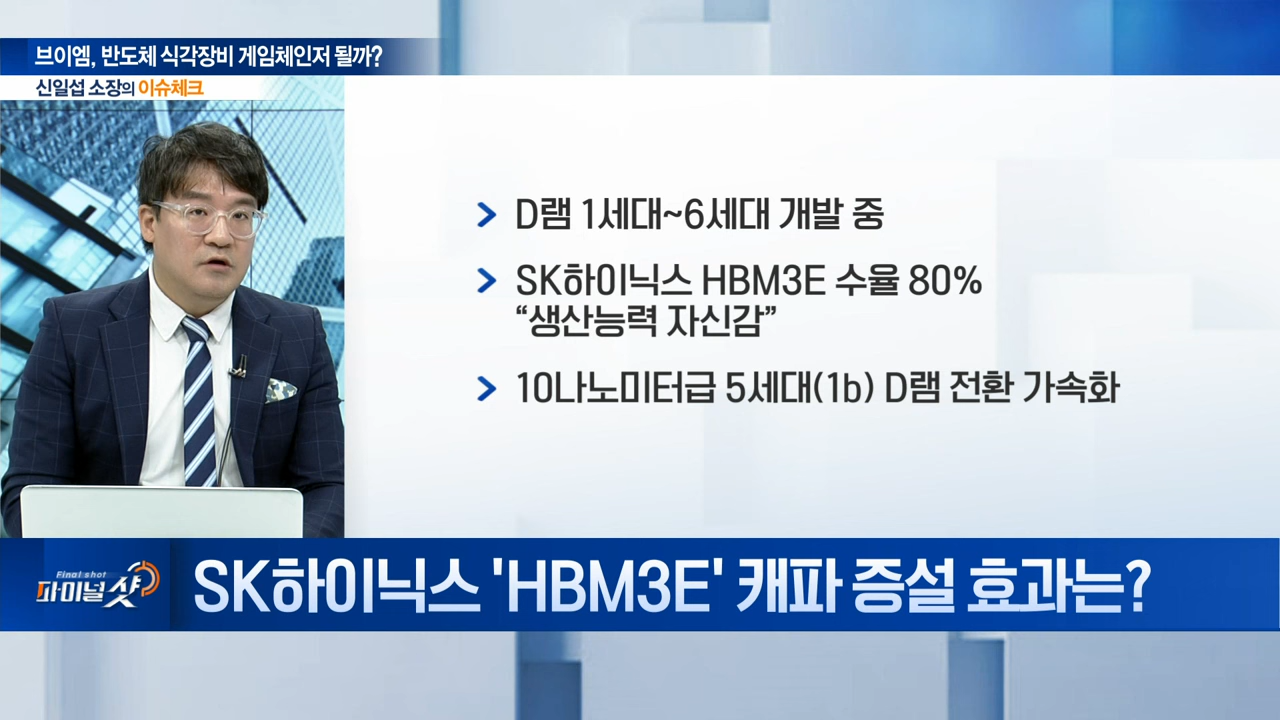 브이엠, 반도체 식각장비 게임체인저 될까?
신일섭 소장의 이슈체크
D램 1세대~6세대 개발 중
SK하이닉스 HBM3E 수율 80%
“생산능력 자신감”
10나노미터급 5세대(1b) D램 전환 가속화
Final shot
파이널샷
SK하이닉스 'HBM3E' 캐파 증설 효과는?